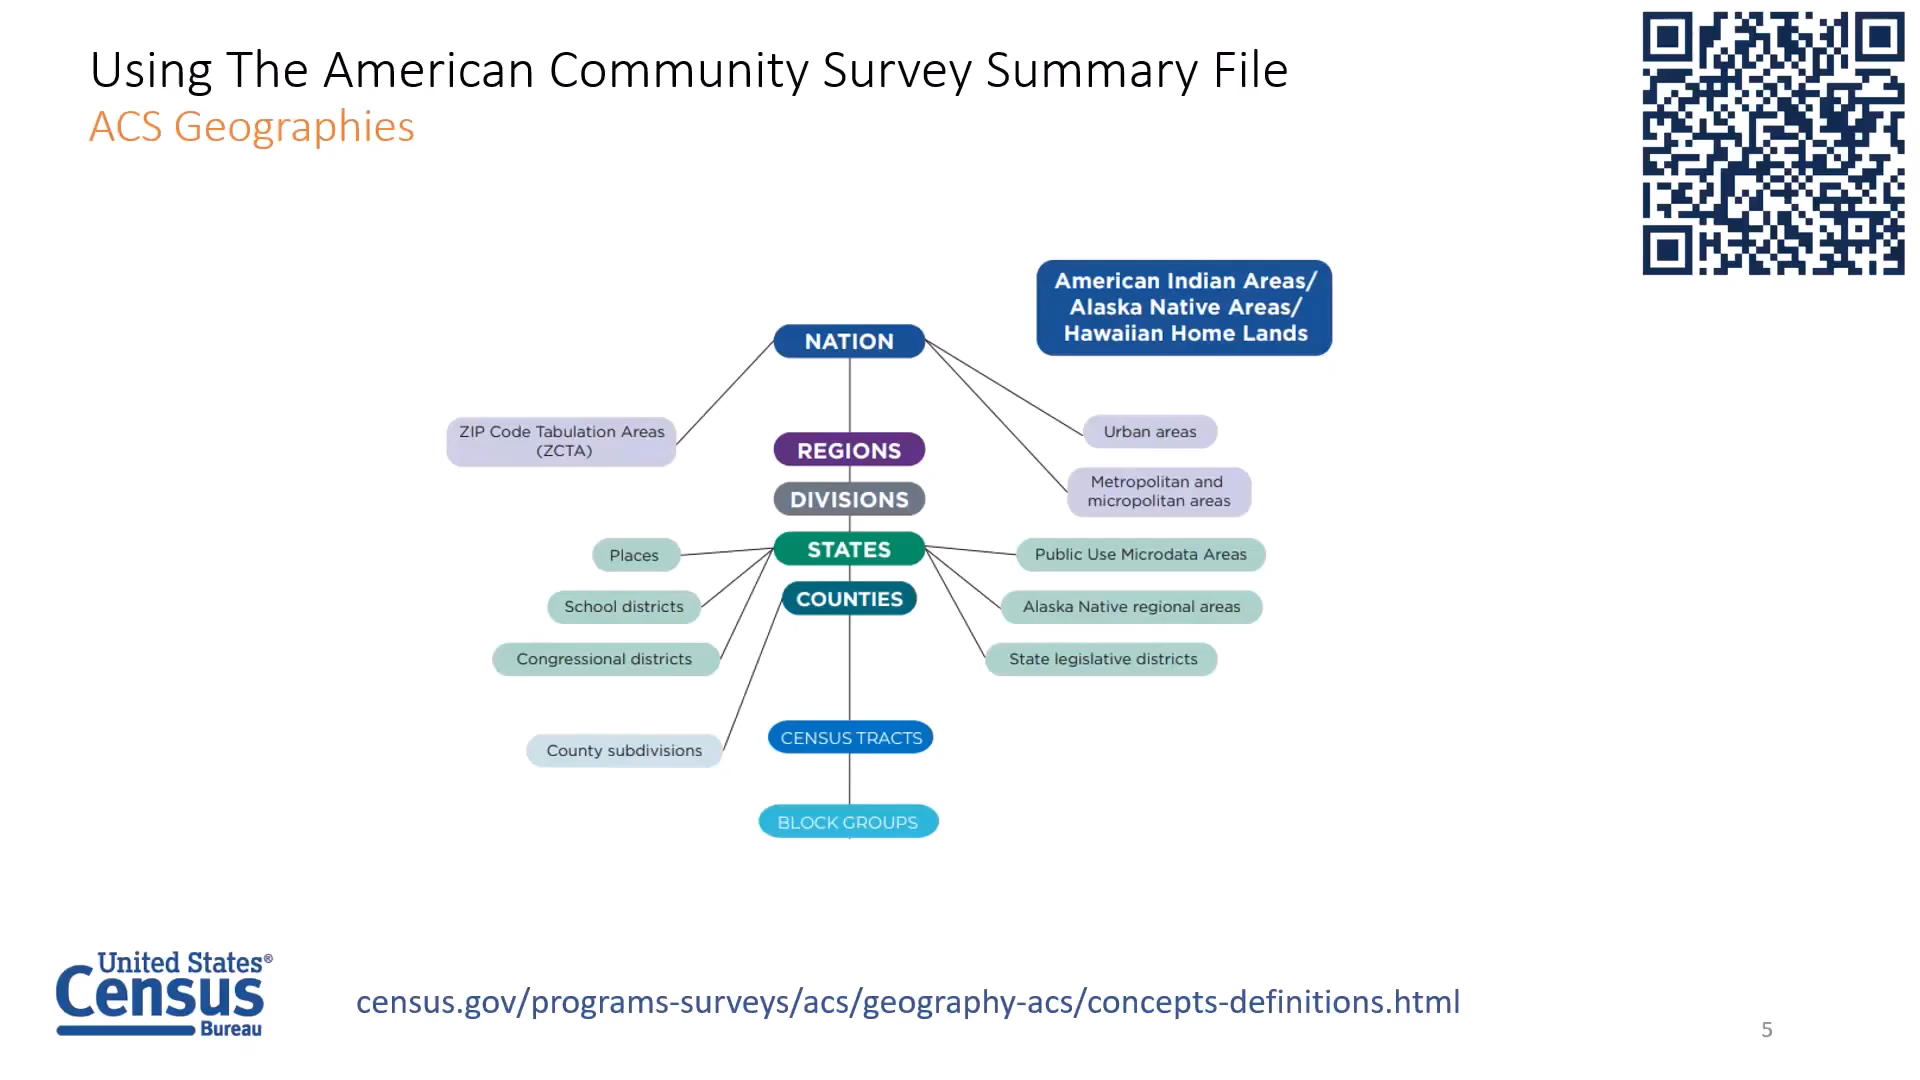 Using The American Community Survey Summary File
ACS Geographies
American Indian Areas/
Alaska Native Areas/
Hawaiian Home Lands
NATION
ZIP Code Tabulation Areas
(ZCTA)
Urban areas
REGIONS
Metropolitan and
micropolitan areas
DIVISIONS
STATES
Places
Public Use Microdata Areas
COUNTIES
School districts
Alaska Native regional areas
Congressional districts
State legislative districts
CENSUS TRACTS
County subdivisions
BLOCK GROUPS
United States®
Census
Bureau
census.gov/programs-surveys/acs/geography-acs/concepts-definitions.html
5